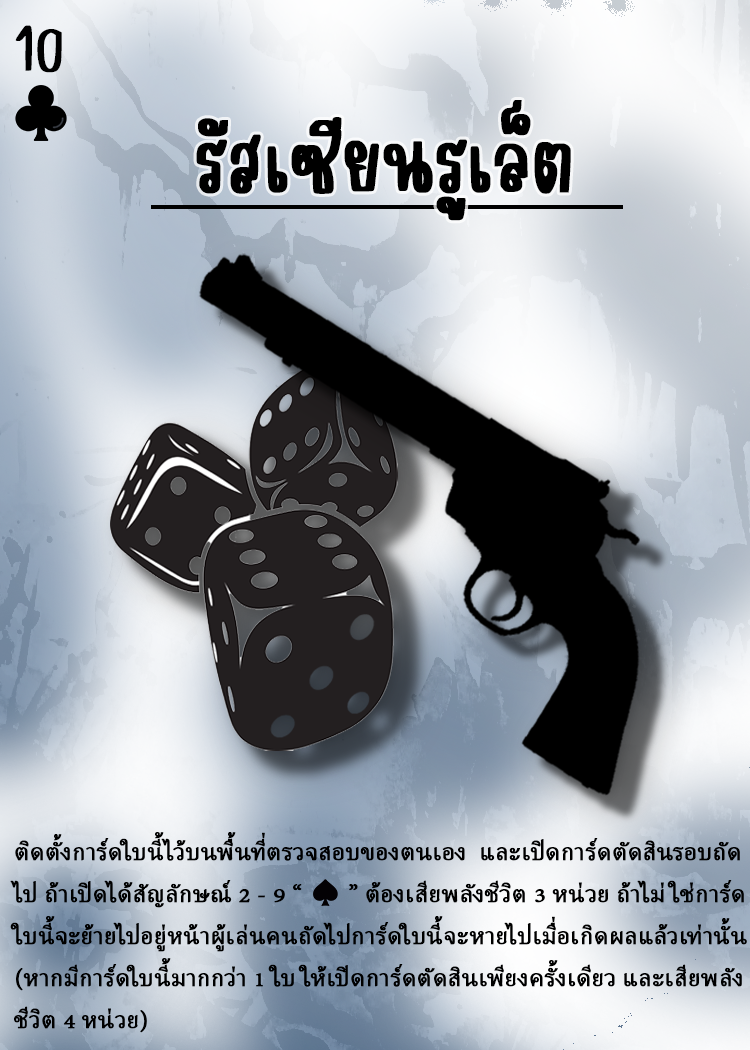 10
รัสเซียนรูเล็ต
ติดตั้งการ์ดใบนี้ไว้บนพื้นที่ตรวจสอบของตนเอง และเปิดการ์ดตัดสินรอบถัด
ไป ถ้าเปิดได้สัญลักษณ์ 2 - 9 “ ♠ ” ต้องเสียพลังชีวิต 3 หน่วย ถ้าไม่ใช่การ์ด
ใบนี้จะย้ายไปอยู่หน้าผู้เล่นคนถัดไปการ์ดใบนี้จะหายไปเมื่อเกิดผลแล้วเท่านั้น
(หากมีการ์ดใบนี้มากกว่า 1 ใบ ให้เปิดการ์ดตัดสินเพียงครั้งเดียว และเสียพลัง
ชีวิต 4 หน่วย)